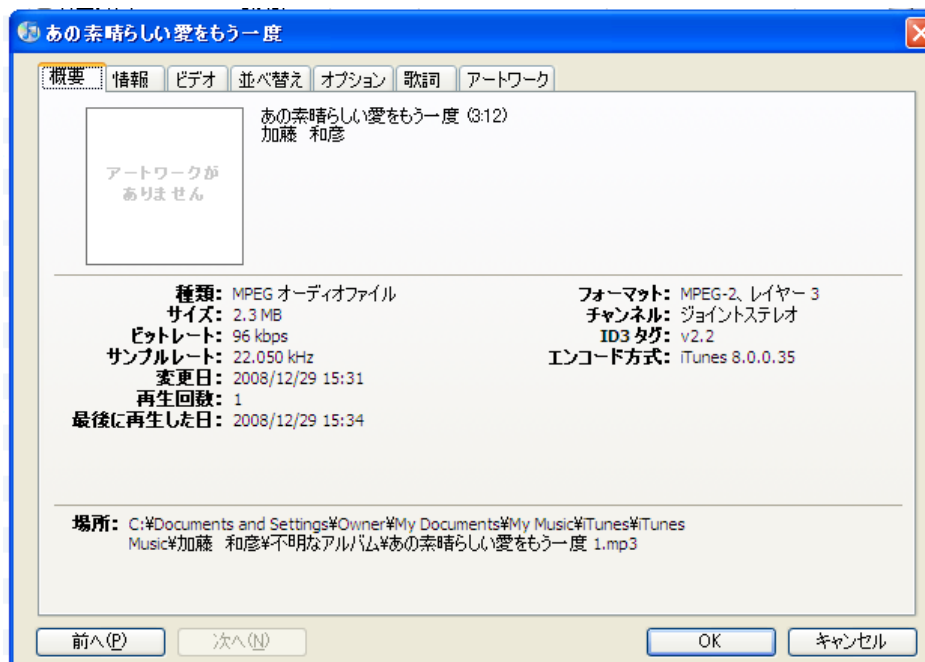 あの素晴らしい愛をもう一度
概要 情報 ビデオ 並べ替え オプション 歌詞 アートワーク
あの素晴らしい愛をもう一度 (3:12)
加藤 和彦
アートワークが
ありません
種類: MPEG オーディオファイル
サイズ: 2.3 MB
ビットレート: 96 kbps
サンプルレート: 22.050 kHz
変更日: 2008/12/29 15:31
再生回数: 1
最後に再生した日: 2008/12/29 15:34
フォーマット: MPEG-2、レイヤー 3
チャンネル: ジョイントステレオ
ID3 タグ: v2.2
エンコード方式: iTunes 8.0.0.35
場所: C:¥Documents and Settings¥Owner¥My Documents¥My Music¥iTunes¥iTunes
Music¥加藤 和彦¥不明なアルバム¥あの素晴らしい愛をもう一度 1.mp3
前へ(P) 次へ(N) OK キャンセル